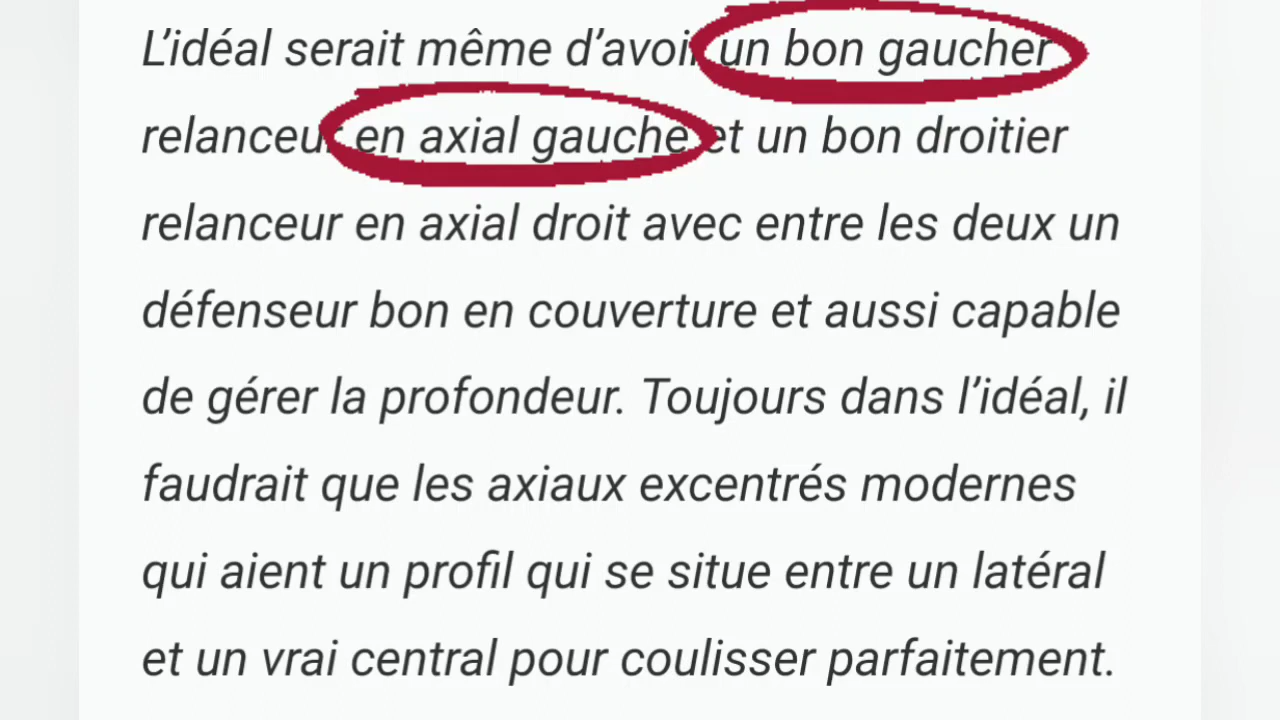 L’idéal serait même d’avoir un bon gaucher
relanceur en axial gauche et un bon droitier
relanceur en axial droit avec entre les deux un
défenseur bon en couverture et aussi capable
de gérer la profondeur. Toujours dans l’idéal, il
faudrait que les axiaux excentrés modernes
qui aient un profil qui se situe entre un latéral
et un vrai central pour coulisser parfaitement.